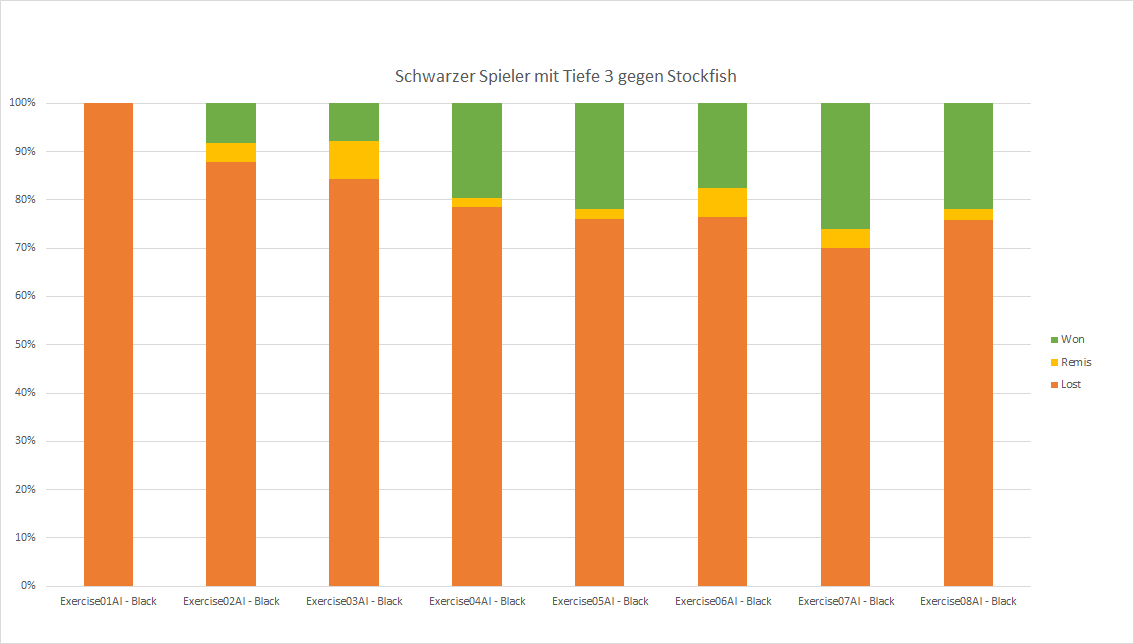 Schwarzer Spieler mit Tiefe 3 gegen Stockfish
100%
90%
80%
70%
60%
50%
40%
30%
20%
10%
0%
Exercise01AI - Black
Exercise02AI - Black
Exercise03AI - Black
Exercise04AI - Black
Exercise05AI - Black
Exercise06AI - Black
Exercise07AI - Black
Exercise08AI - Black
Won
Remis
Lost